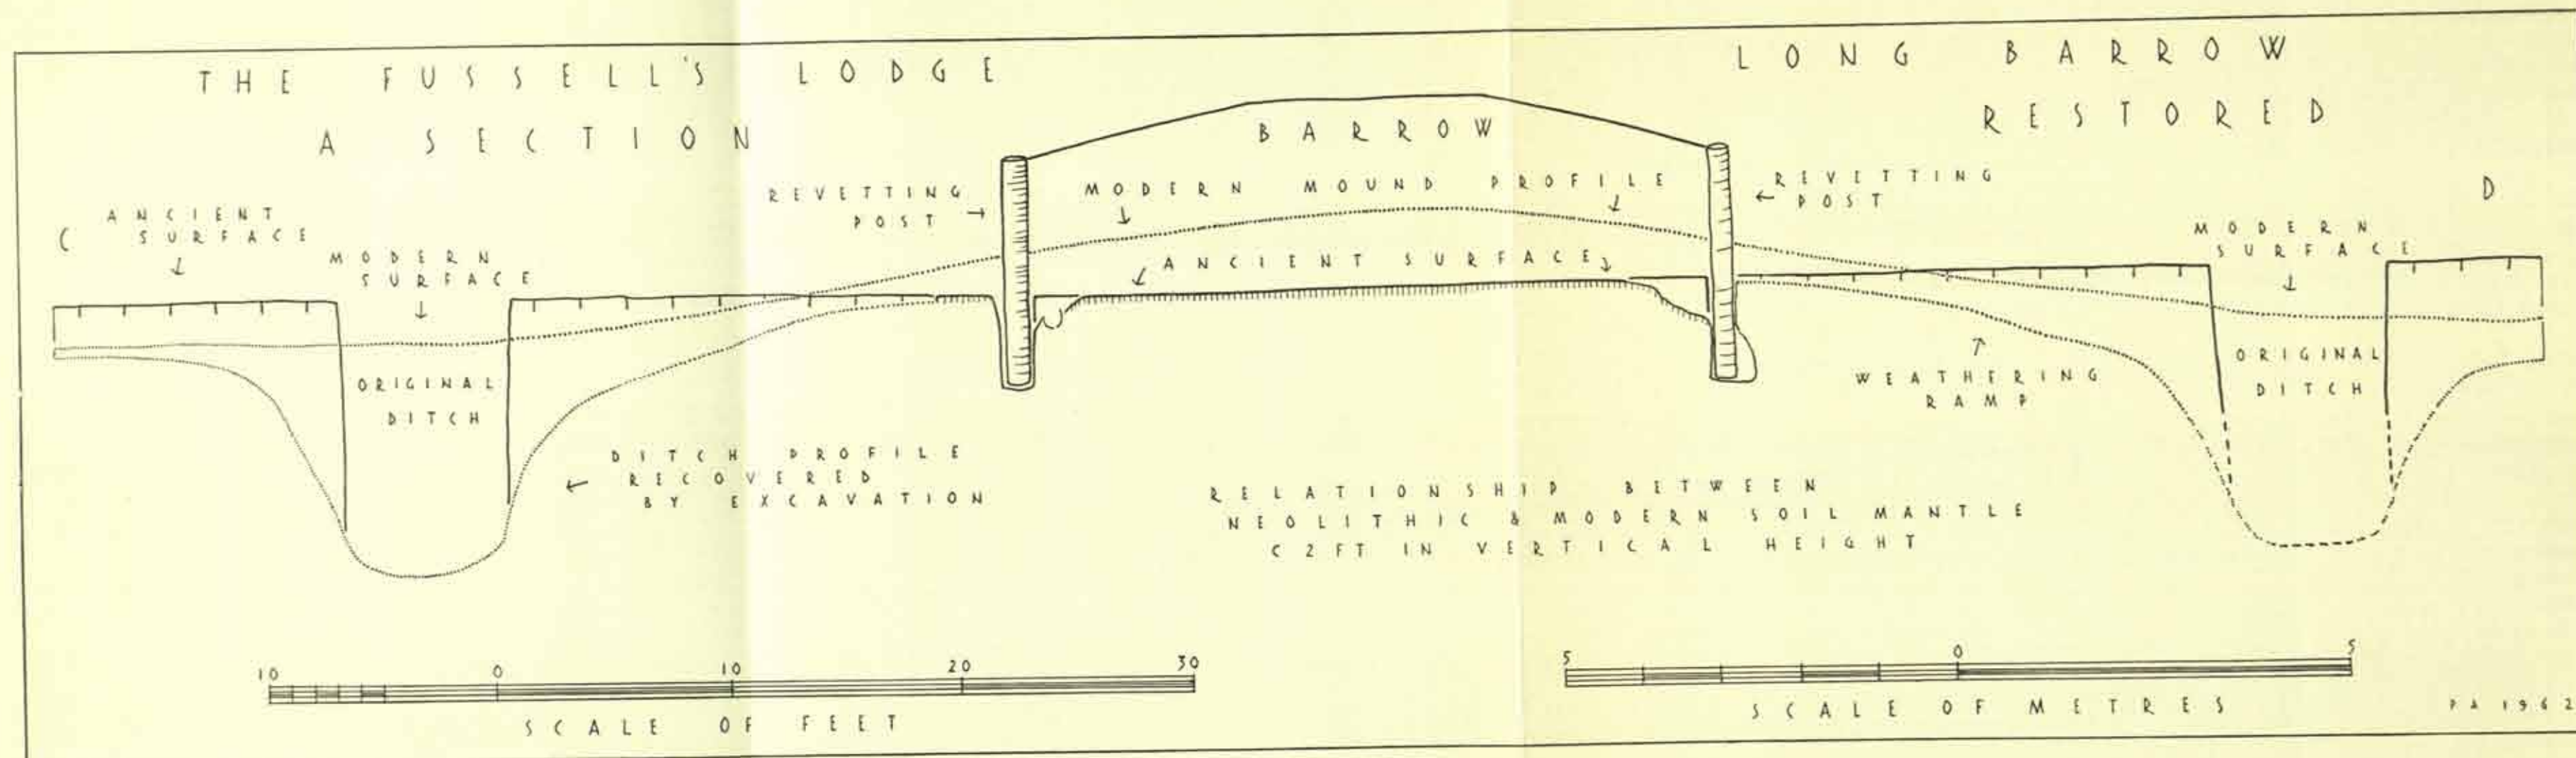 THE FUSSELL'S LODGE LONG BARROW
A SECTION RESTORED
BARROW
REVETTING
POST
MODERN MOUND PROFILE
REVETTING
POST
D
C
ANCIENT
SURFACE
MODERN
SURFACE
ANCIENT SURFACE
MODERN
SURFACE
ORIGINAL
DITCH
ORIGINAL
DITCH
WEATHERING
RAMP
DITCH PROFILE
RECOVERED
BY EXCAVATION
RELATIONSHIP BETWEEN
NEOLITHIC & MODERN SOIL MANTLE
C 2FT IN VERTICAL HEIGHT
10 0 10 20 30
SCALE OF FEET
5 0 5
SCALE OF METRES
PA 1962